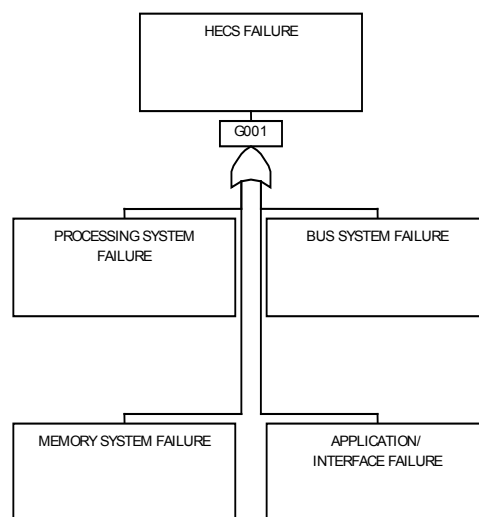 HECS FAILURE
G001
PROCESSING SYSTEM
FAILURE
BUS SYSTEM FAILURE
MEMORY SYSTEM FAILURE
APPLICATION/
INTERFACE FAILURE